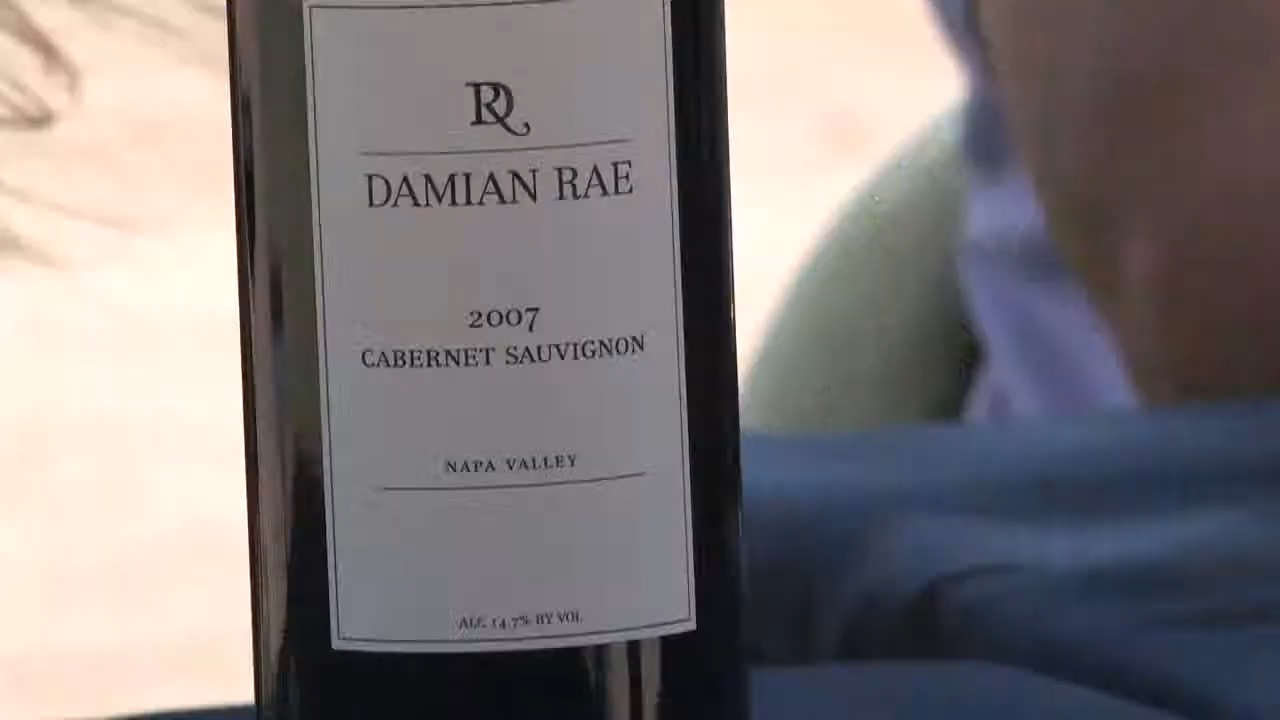 DR
DAMIAN RAE
2007
CABERNET SAUVIGNON
NAPA VALLEY
ALC 14.7% BY VOL